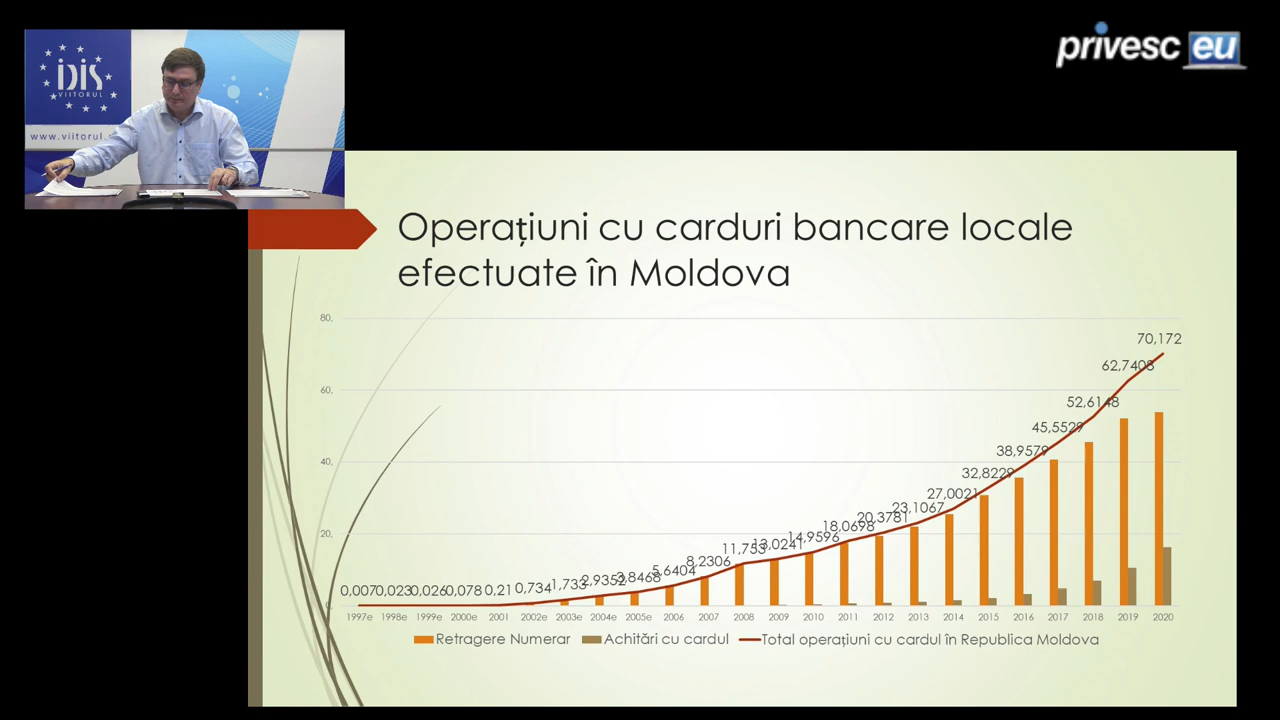 IDIS
VIITORUL
www.viitorul.
privesc eu
Operațiuni cu carduri bancare locale
efectuate în Moldova
80,
60,
40,
20,
0,007 0,023 0,026 0,078 0,21 0,734 1,733 2,9352 3,8468 5,6404 8,2306 11,753 13,0241 14,9596 18,0698 20,3781 23,1067 27,0021 32,8229 38,9579 45,5529 52,6148 62,7408 70,172
1997e 1998e 1999e 2000e 2001 2002e 2003e 2004e 2005e 2006 2007 2008 2009 2010 2011 2012 2013 2014 2015 2016 2017 2018 2019 2020
Retragere Numerar Achitări cu cardul Total operațiuni cu cardul în Republica Moldova